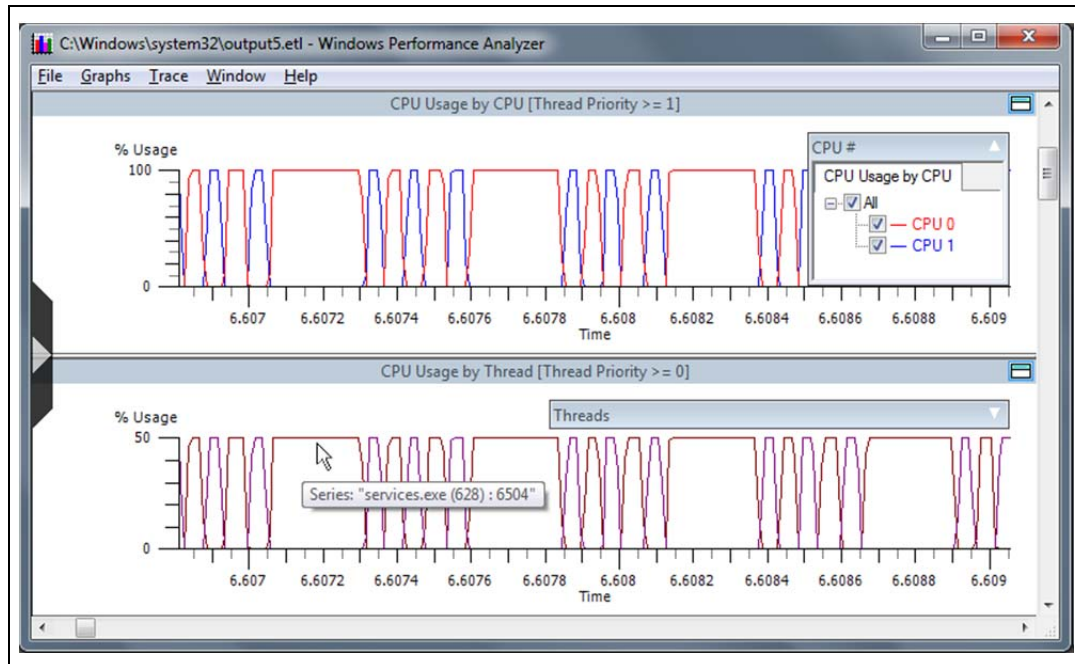 C:\Windows\system32\output5.etl - Windows Performance Analyzer
File Graphs Trace Window Help
CPU Usage by CPU [Thread Priority >= 1]
% Usage
100
0
6.607 6.6072 6.6074 6.6076 6.6078 6.608 6.6082 6.6084 6.6086 6.6088 6.609
Time
CPU #
CPU Usage by CPU
All
CPU 0
CPU 1
CPU Usage by Thread [Thread Priority >= 0]
% Usage
50
0
Threads
Series: "services.exe (628) : 6504"
6.607 6.6072 6.6074 6.6076 6.6078 6.608 6.6082 6.6084 6.6086 6.6088 6.609
Time